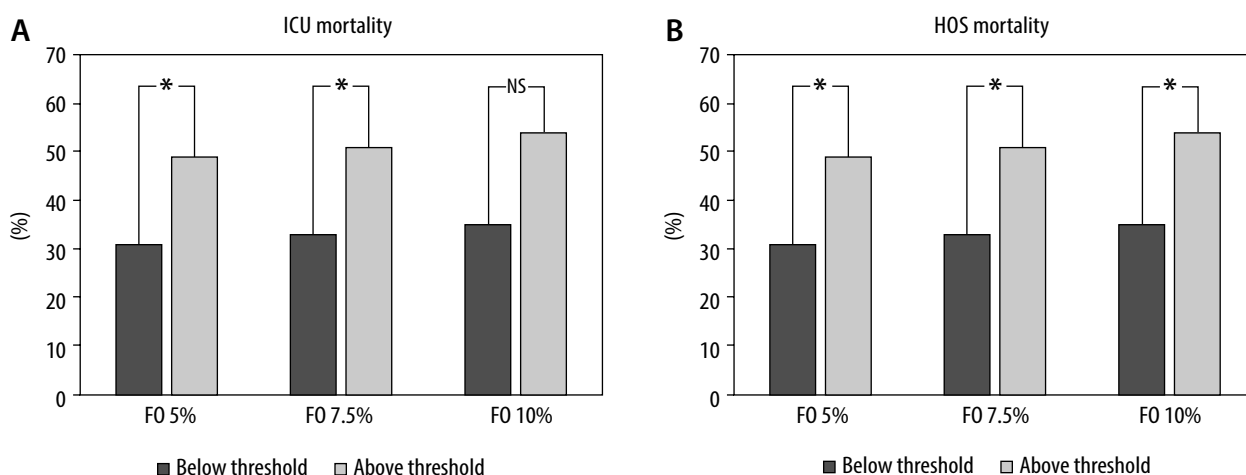 A
ICU mortality
70
60
50
40
30
20
10
0
(%)
*
*
NS
FO 5%
FO 7.5%
FO 10%
Below threshold
Above threshold
B
HOS mortality
70
60
50
40
30
20
10
0
(%)
*
*
*
FO 5%
FO 7.5%
FO 10%
Below threshold
Above threshold